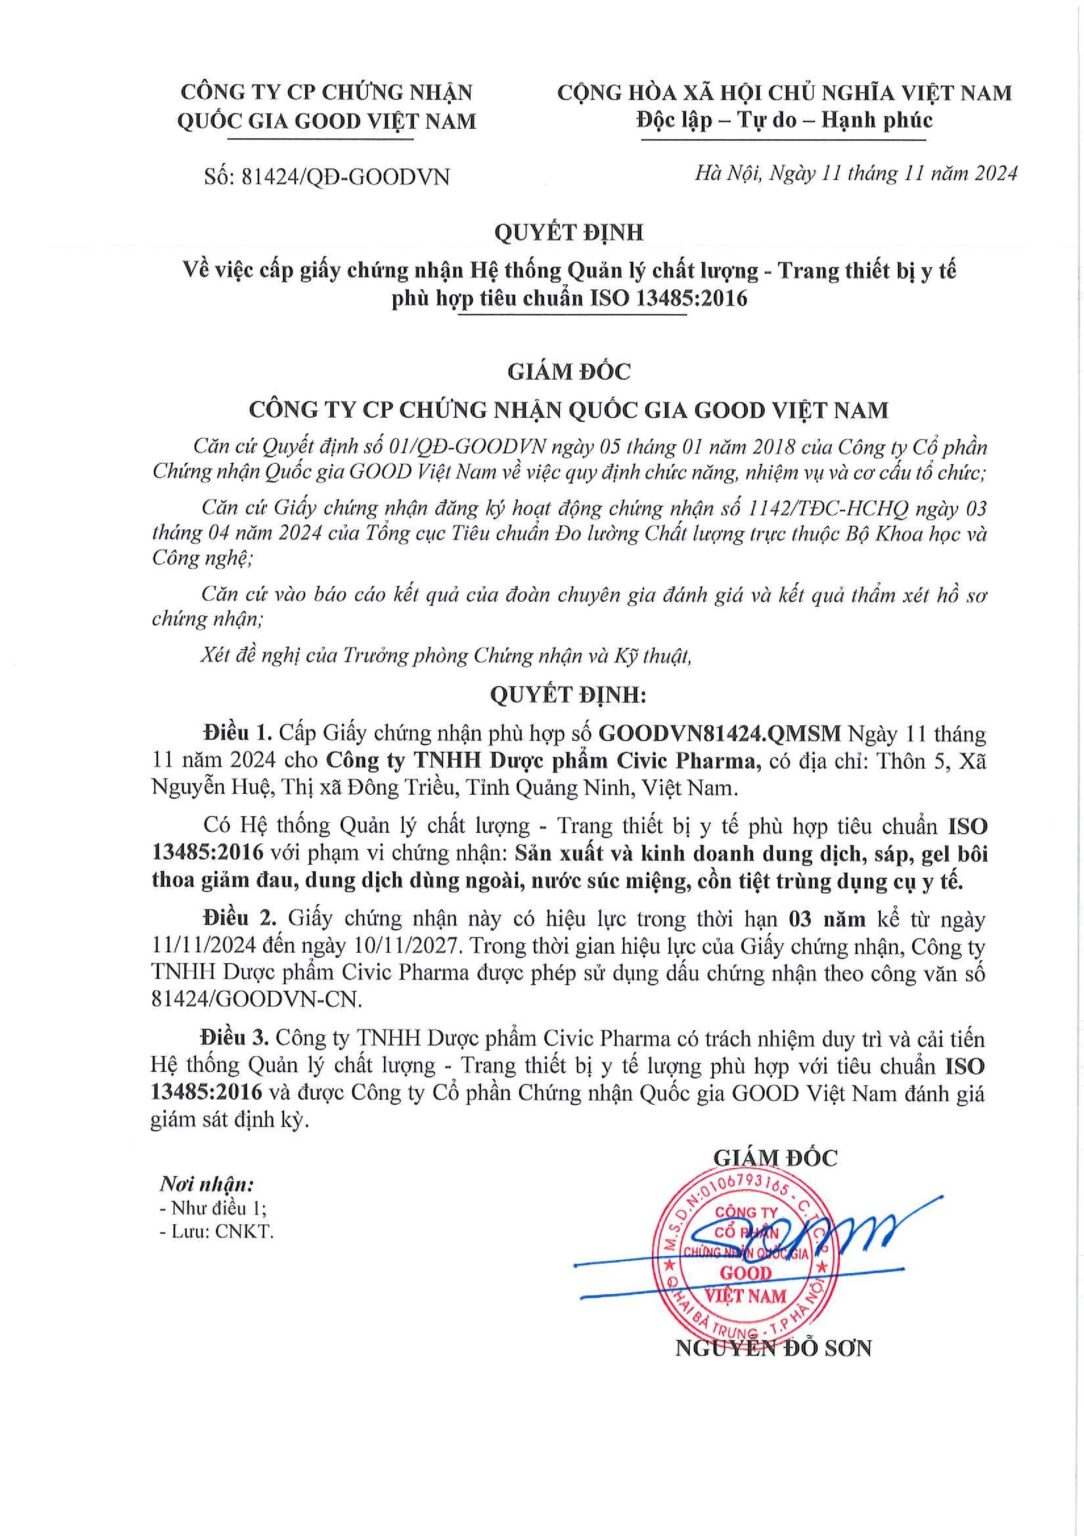 CÔNG TY CP CHỨNG NHẬN
QUỐC GIA GOOD VIỆT NAM
CỘNG HÒA XÃ HỘI CHỦ NGHĨA VIỆT NAM
Độc lập – Tự do – Hạnh phúc
Số: 81424/QĐ-GOODVN
Hà Nội, Ngày 11 tháng 11 năm 2024
QUYẾT ĐỊNH
Về việc cấp giấy chứng nhận Hệ thống Quản lý chất lượng - Trang thiết bị y tế
phù hợp tiêu chuẩn ISO 13485:2016
GIÁM ĐỐC
CÔNG TY CP CHỨNG NHẬN QUỐC GIA GOOD VIỆT NAM
Căn cứ Quyết định số 01/QĐ-GOODVN ngày 05 tháng 01 năm 2018 của Công ty Cổ phần
Chứng nhận Quốc gia GOOD Việt Nam về việc quy định chức năng, nhiệm vụ và cơ cấu tổ chức;
Căn cứ Giấy chứng nhận đăng ký hoạt động chứng nhận số 1142/TĐC-HCHQ ngày 03
tháng 04 năm 2024 của Tổng cục Tiêu chuẩn Đo lường Chất lượng trực thuộc Bộ Khoa học và
Công nghệ;
Căn cứ vào báo cáo kết quả của đoàn chuyên gia đánh giá và kết quả thẩm xét hồ sơ
chứng nhận;
Xét đề nghị của Trưởng phòng Chứng nhận và Kỹ thuật,
QUYẾT ĐỊNH:
Điều 1. Cấp Giấy chứng nhận phù hợp số GOODVN81424.QMSM Ngày 11 tháng
11 năm 2024 cho Công ty TNHH Dược phẩm Civic Pharma, có địa chỉ: Thôn 5, Xã
Nguyễn Huệ, Thị xã Đông Triều, Tỉnh Quảng Ninh, Việt Nam.
Có Hệ thống Quản lý chất lượng - Trang thiết bị y tế phù hợp tiêu chuẩn ISO
13485:2016 với phạm vi chứng nhận: Sản xuất và kinh doanh dung dịch, sáp, gel bôi
thoa giảm đau, dung dịch dùng ngoài, nước súc miệng, cồn tiệt trùng dụng cụ y tế.
Điều 2. Giấy chứng nhận này có hiệu lực trong thời hạn 03 năm kể từ ngày
11/11/2024 đến ngày 10/11/2027. Trong thời gian hiệu lực của Giấy chứng nhận, Công ty
TNHH Dược phẩm Civic Pharma được phép sử dụng dấu chứng nhận theo công văn số
81424/GOODVN-CN.
Điều 3. Công ty TNHH Dược phẩm Civic Pharma có trách nhiệm duy trì và cải tiến
Hệ thống Quản lý chất lượng - Trang thiết bị y tế lượng phù hợp với tiêu chuẩn ISO
13485:2016 và được Công ty Cổ phần Chứng nhận Quốc gia GOOD Việt Nam đánh giá
giám sát định kỳ.
GIÁM ĐỐC
Nơi nhận:
- Như điều 1;
- Lưu: CNKT.
M.S.D.N:0106793165 - C.T.C.P
CÔNG TY
CỔ PHẦN
CHỨNG NHẬN QUỐC GIA
GOOD
VIỆT NAM
Q HAI BÀ TRƯNG - T.P HÀ NỘI
NGUYỄN ĐỖ SƠN